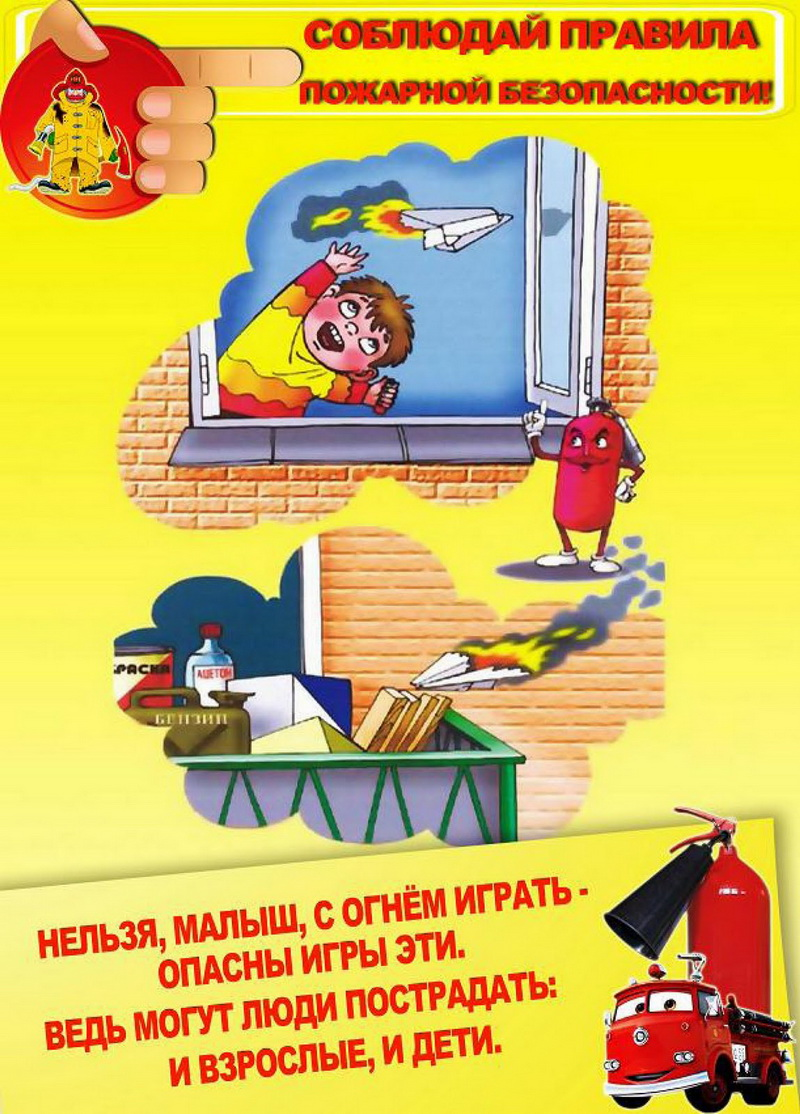 СОБЛЮДАЙ ПРАВИЛА
ПОЖАРНОЙ БЕЗОПАСНОСТИ!
КРАСКА
АЦЕТОН
БЕНЗИН
НЕЛЬЗЯ, МАЛЫШ, С ОГНЁМ ИГРАТЬ -
ОПАСНЫ ИГРЫ ЭТИ.
ВЕДЬ МОГУТ ЛЮДИ ПОСТРАДАТЬ:
И ВЗРОСЛЫЕ, И ДЕТИ.